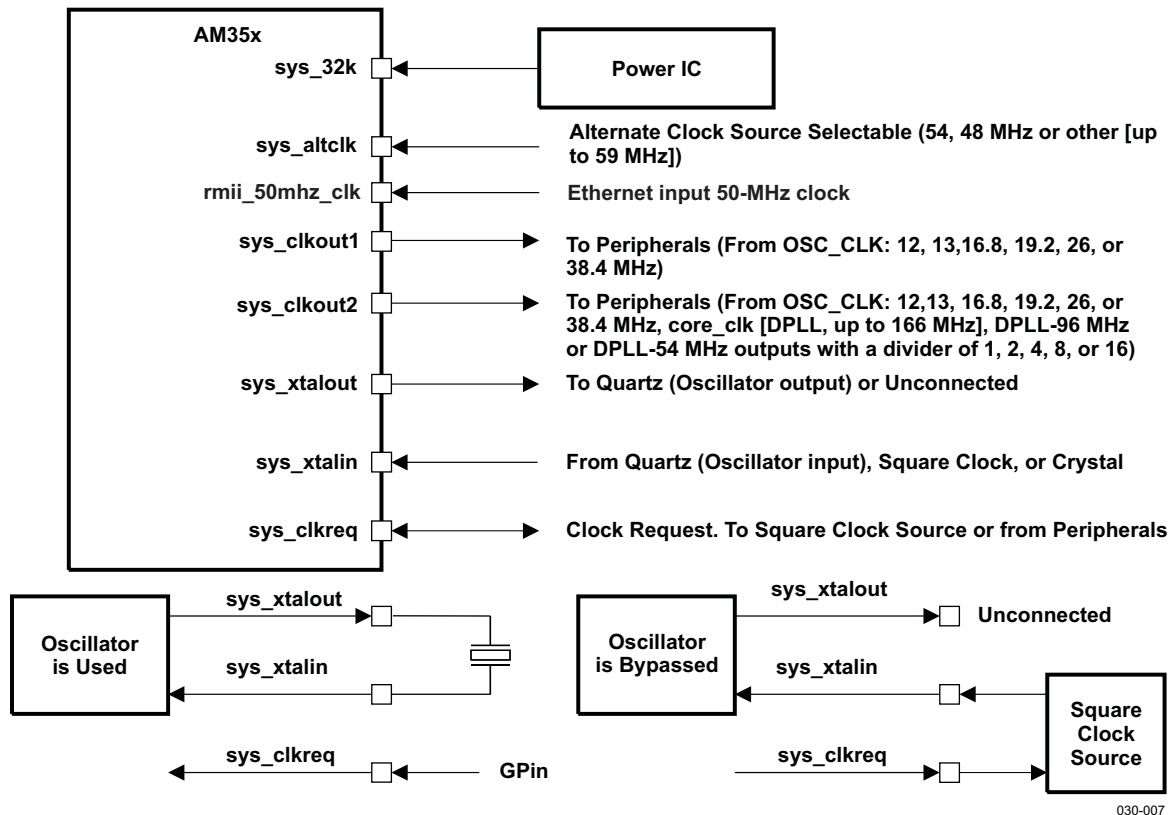 AM35x
sys_32k
Power IC
sys_altclk
Alternate Clock Source Selectable (54, 48 MHz or other [up
to 59 MHz])
rmii_50mhz_clk
Ethernet input 50-MHz clock
sys_clkout1
To Peripherals (From OSC_CLK: 12, 13,16.8, 19.2, 26, or
38.4 MHz)
sys_clkout2
To Peripherals (From OSC_CLK: 12,13, 16.8, 19.2, 26, or
38.4 MHz, core_clk [DPLL, up to 166 MHz], DPLL-96 MHz
or DPLL-54 MHz outputs with a divider of 1, 2, 4, 8, or 16)
sys_xtalout
To Quartz (Oscillator output) or Unconnected
sys_xtalin
From Quartz (Oscillator input), Square Clock, or Crystal
sys_clkreq
Clock Request. To Square Clock Source or from Peripherals
Oscillator
is Used
sys_xtalout
sys_xtalin
sys_clkreq
GPin
Oscillator
is Bypassed
sys_xtalout
Unconnected
sys_xtalin
sys_clkreq
Square
Clock
Source
030-007